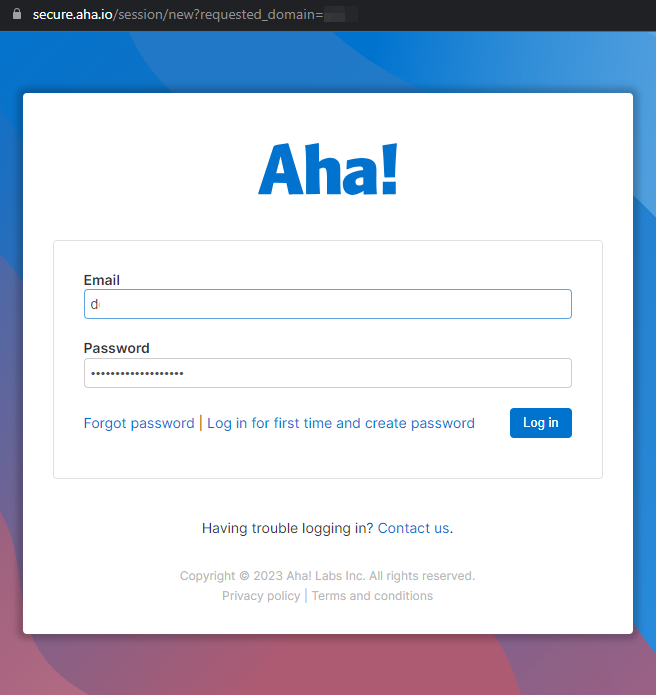 secure.aha.io/session/new?requested_domain=
Aha!
Email
Password
•••••••••••••••••••
Forgot password | Log in for first time and create password
Log in
Having trouble logging in? Contact us.
Copyright © 2023 Aha! Labs Inc. All rights reserved.
Privacy policy | Terms and conditions